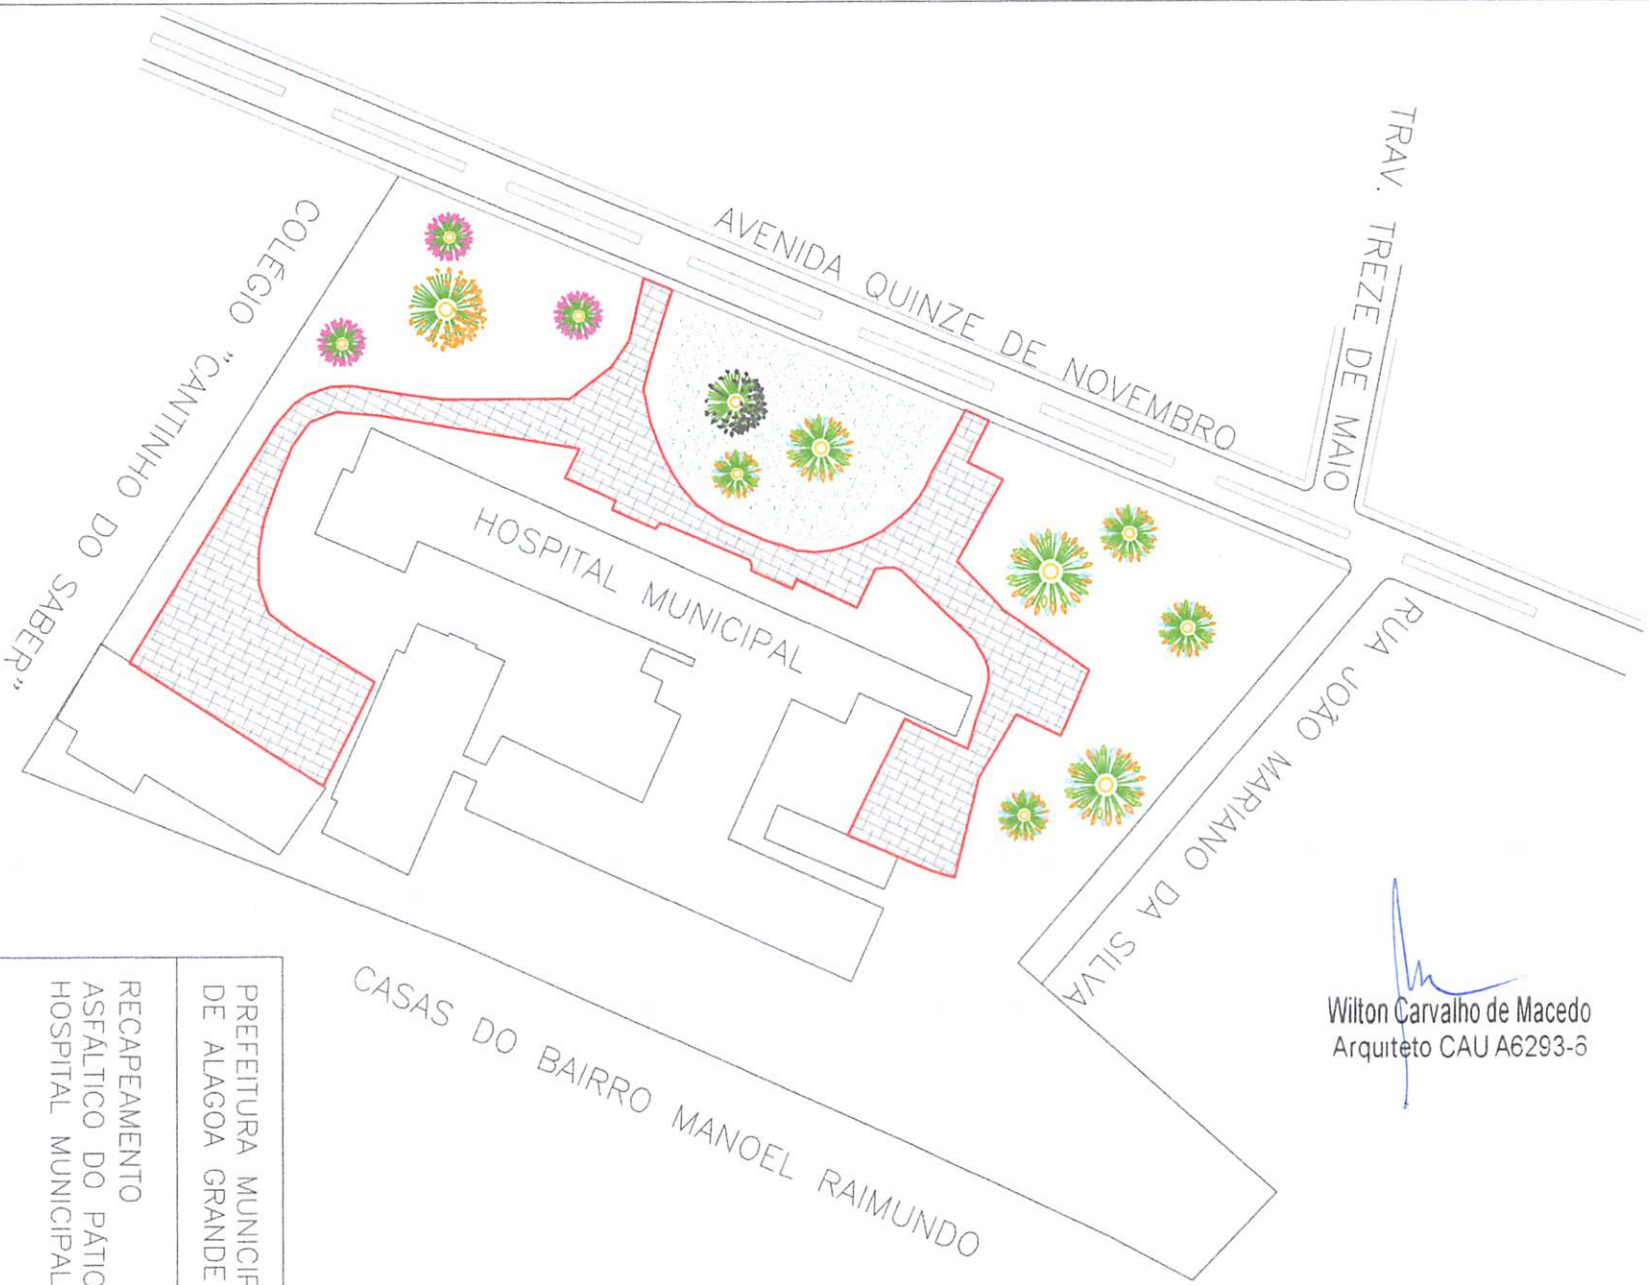 TRAV. TREZE DE MAIO
AVENIDA QUINZE DE NOVEMBRO
COLÉGIO "CANTINHO DO SABER"
HOSPITAL MUNICIPAL
RUA JOÃO MARIANO DA SILVA
CASAS DO BAIRRO MANOEL RAIMUNDO
Wilton Carvalho de Macedo
Arquiteto CAU A6293-6
PREFEITURA
DE ALAGOA GRANDE
RECAPEAMENTO
ASFÁLTICO DO
HOSPITAL MUNICIPAL